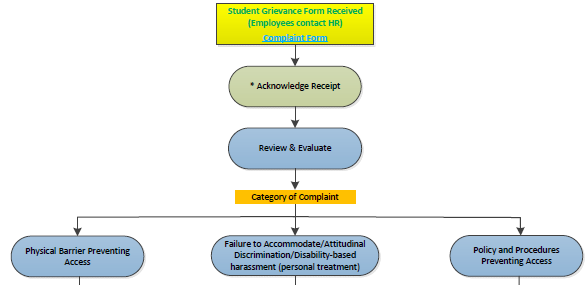 Student Grievance Form Received
(Employees contact HR)
Complaint Form
* Acknowledge Receipt
Review & Evaluate
Category of Complaint
Physical Barrier Preventing
Access
Failure to Accommodate/Attitudinal
Discrimination/Disability-based
harassment (personal treatment)
Policy and Procedures
Preventing Access